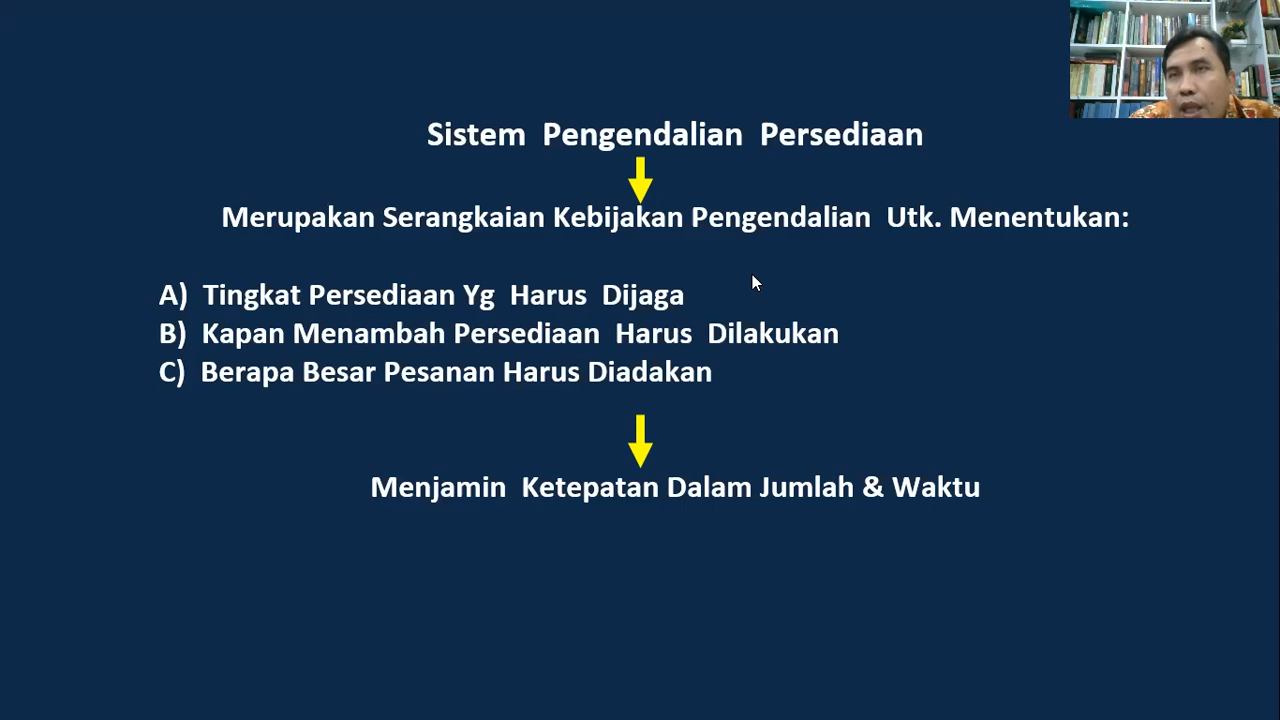 Sistem Pengendalian Persediaan
Merupakan Serangkaian Kebijakan Pengendalian Utk. Menentukan:
A) Tingkat Persediaan Yg Harus Dijaga
B) Kapan Menambah Persediaan Harus Dilakukan
C) Berapa Besar Pesanan Harus Diadakan
Menjamin Ketepatan Dalam Jumlah & Waktu